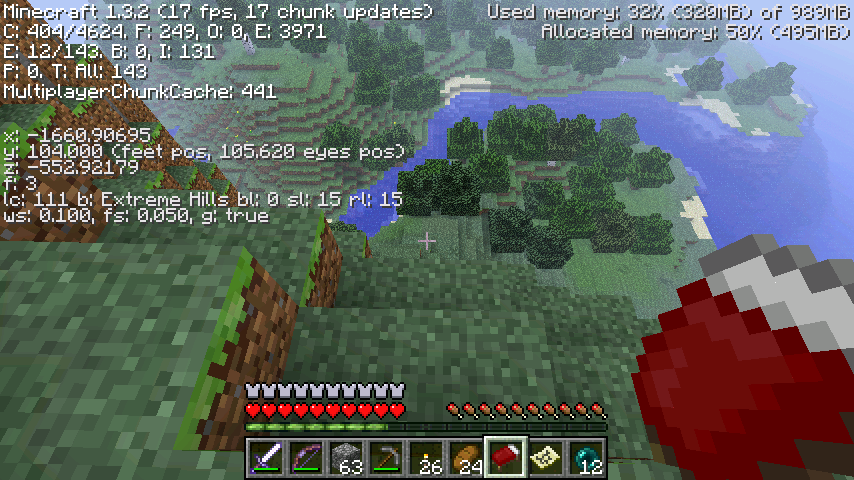 Minecraft 1.3.2 (17 fps, 17 chunk updates)
Used memory: 32% (320MB) of 989MB
C: 404/4624, F: 249, O: 0, E: 3971
Allocated memory: 50% (495MB)
E: 12/143, B: 0, I: 131
P: 0, T: All: 143
MultiplayerChunkCache: 441
x: -1660.90695
y: 104.000 (feet pos, 105.620 eyes pos)
z: -552.92179
f: 3
lc: 111 b: Extreme Hills bl: 0 sl: 15 rl: 15
ws: 0.100, fs: 0.050, g: true
63 26 24 12